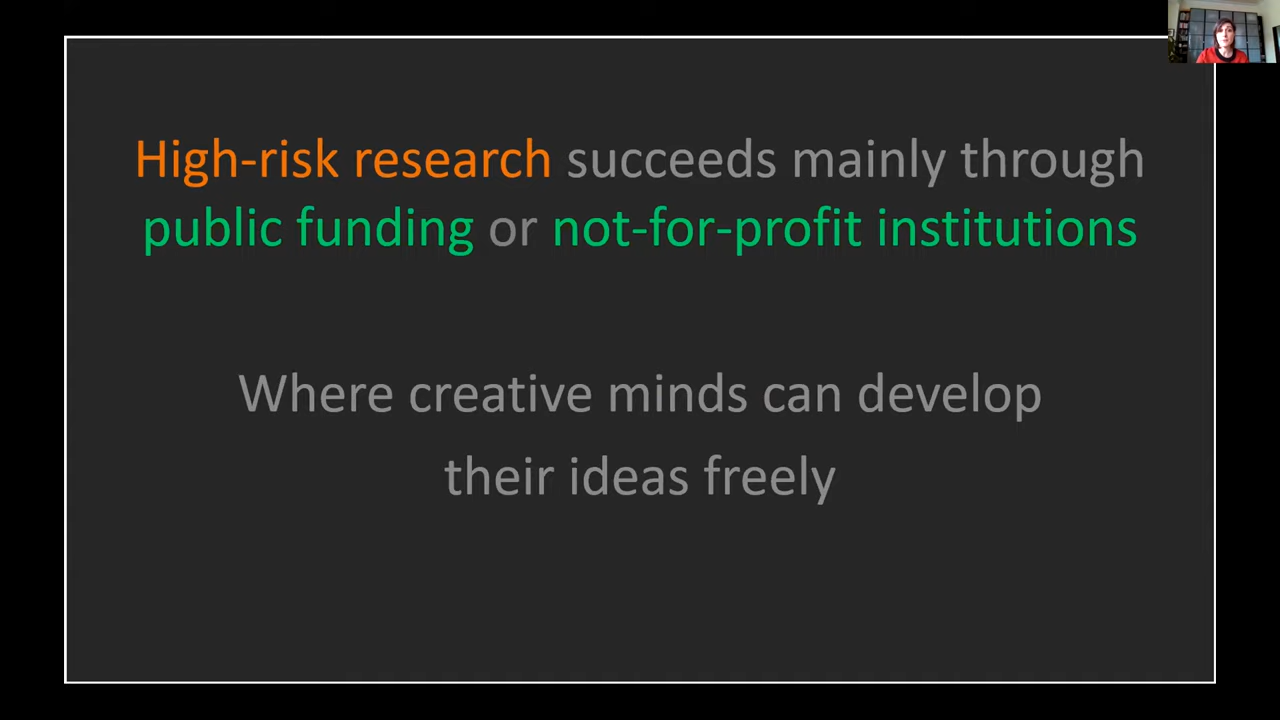 High-risk research succeeds mainly through
public funding or not-for-profit institutions
Where creative minds can develop
their ideas freely